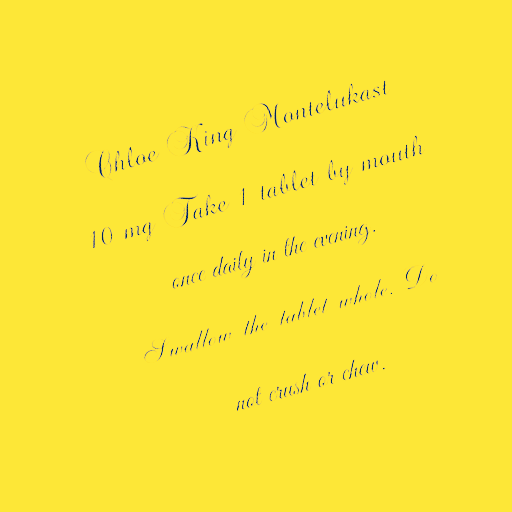 Chloe King Montelukast
10 mg Take 1 tablet by mouth
once daily in the evening.
Swallow the tablet whole. Do
not crush or chew.